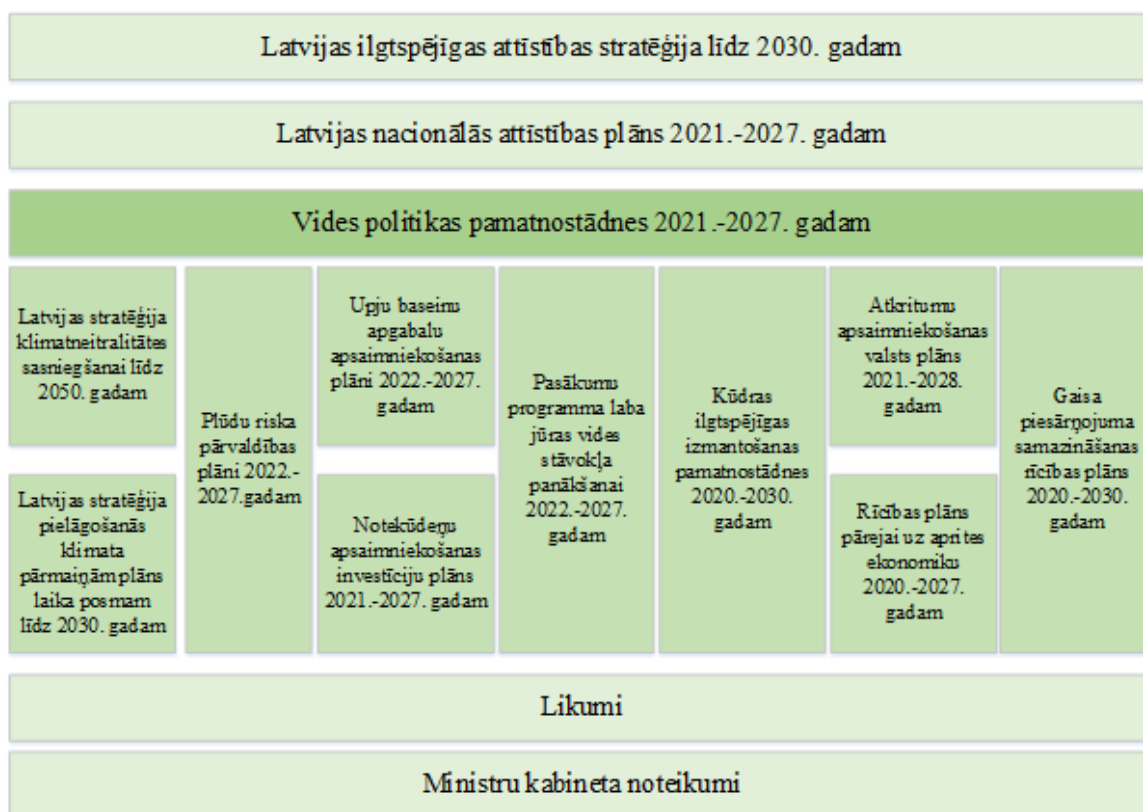 Latvijas ilgtspējīgas attīstības stratēģija līdz 2030. gadam
Latvijas nacionālās attīstības plāns 2021.-2027. gadam
Vides politikas pamatnostādnes 2021.-2027. gadam
Latvijas stratēģija
klimatneitralitātes
sasniegšanai līdz
2050. gadam
Latvijas stratēģija
pielāgošanās
klimata
pārmaiņām plāns
laika posmam
līdz 2030. gadam
Plūdu riska
pārvaldības
plāni 2022.-
2027.gadam
Upju baseinu
apgabalu
apsaimniekošanas
plāni 2022.-2027.
gadam
Notekūdeņu
apsaimniekošanas
investīciju plāns
2021.-2027. gadam
Pasākumu
programma laba
jūras vides
stāvokļa
panākšanai
2022.-2027.
gadam
Kūdras
ilgtspējīgas
izmantošanas
pamatnostādnes
2020.-2030.
gadam
Atkritumu
apsaimniekošanas
valsts plāns
2021.-2028.
gadam
Rīcības plāns
pārejai uz aprites
ekonomiku
2020.-2027.
gadam
Gaisa
piesārņojuma
samazināšanas
rīcības plāns
2020.-2030.
gadam
Likumi
Ministru kabineta noteikumi